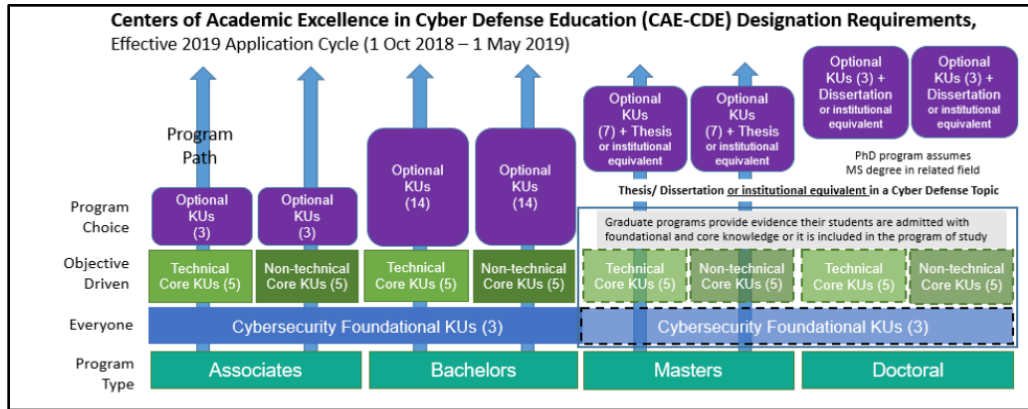 Centers of Academic Excellence in Cyber Defense Education (CAE-CDE) Designation Requirements,
Effective 2019 Application Cycle (1 Oct 2018 – 1 May 2019)
Optional
KUs (3) +
Dissertation
or institutional
equivalent
Optional
KUs (3) +
Dissertation
or institutional
equivalent
Optional
KUs
(7) + Thesis
or institutional
equivalent
Optional
KUs
(7) + Thesis
or institutional
equivalent
Program
Path
PhD program assumes
MS degree in related field
Thesis/ Dissertation or institutional equivalent in a Cyber Defense Topic
Program
Choice
Optional
KUs
(3)
Optional
KUs
(3)
Optional
KUs
(14)
Optional
KUs
(14)
Graduate programs provide evidence their students are admitted with
foundational and core knowledge or it is included in the program of study
Objective
Driven
Technical
Core KUs (5)
Non-technical
Core KUs (5)
Technical
Core KUs (5)
Non-technical
Core KUs (5)
Technical
Core KUs (5)
Non-technical
Core KUs (5)
Technical
Core KUs (5)
Non-technical
Core KUs (5)
Everyone
Cybersecurity Foundational KUs (3)
Cybersecurity Foundational KUs (3)
Program
Type
Associates
Bachelors
Masters
Doctoral